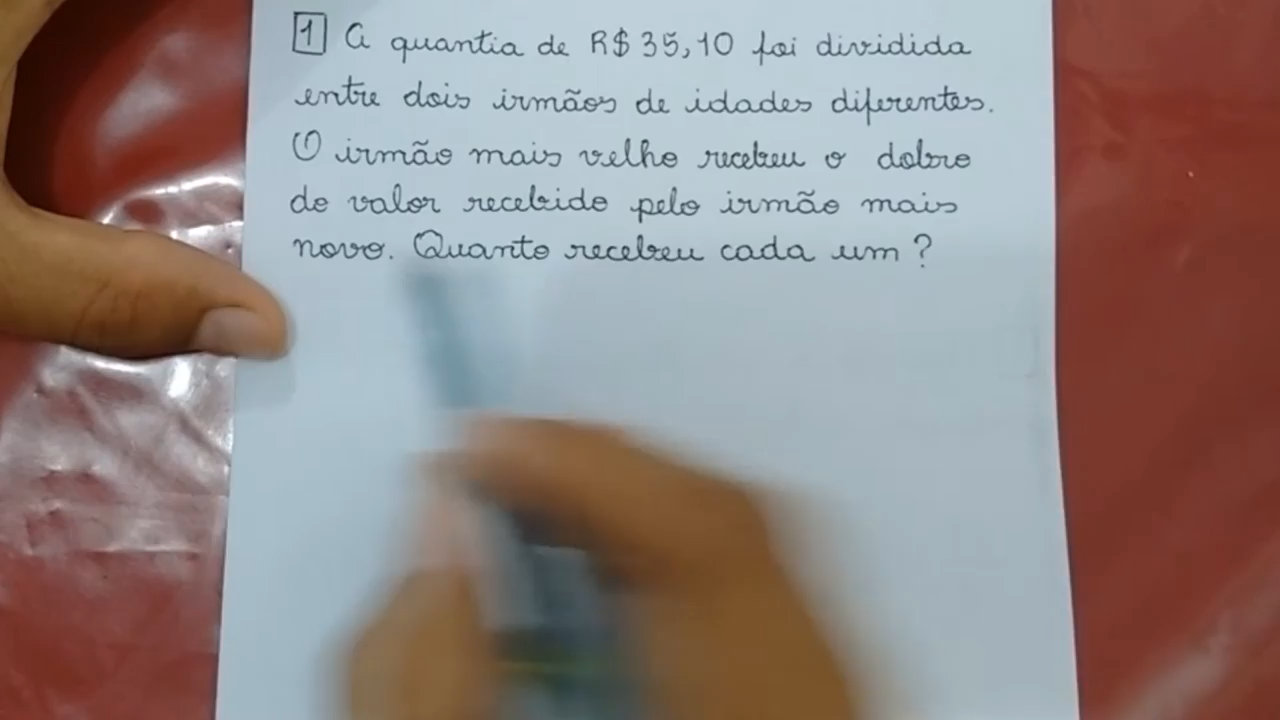 1 A quantia de R$ 35,10 foi dividida
entre dois irmãos de idades diferentes.
O irmão mais velho recebeu o dobro
do valor recebido pelo irmão mais
novo. Quanto recebeu cada um ?